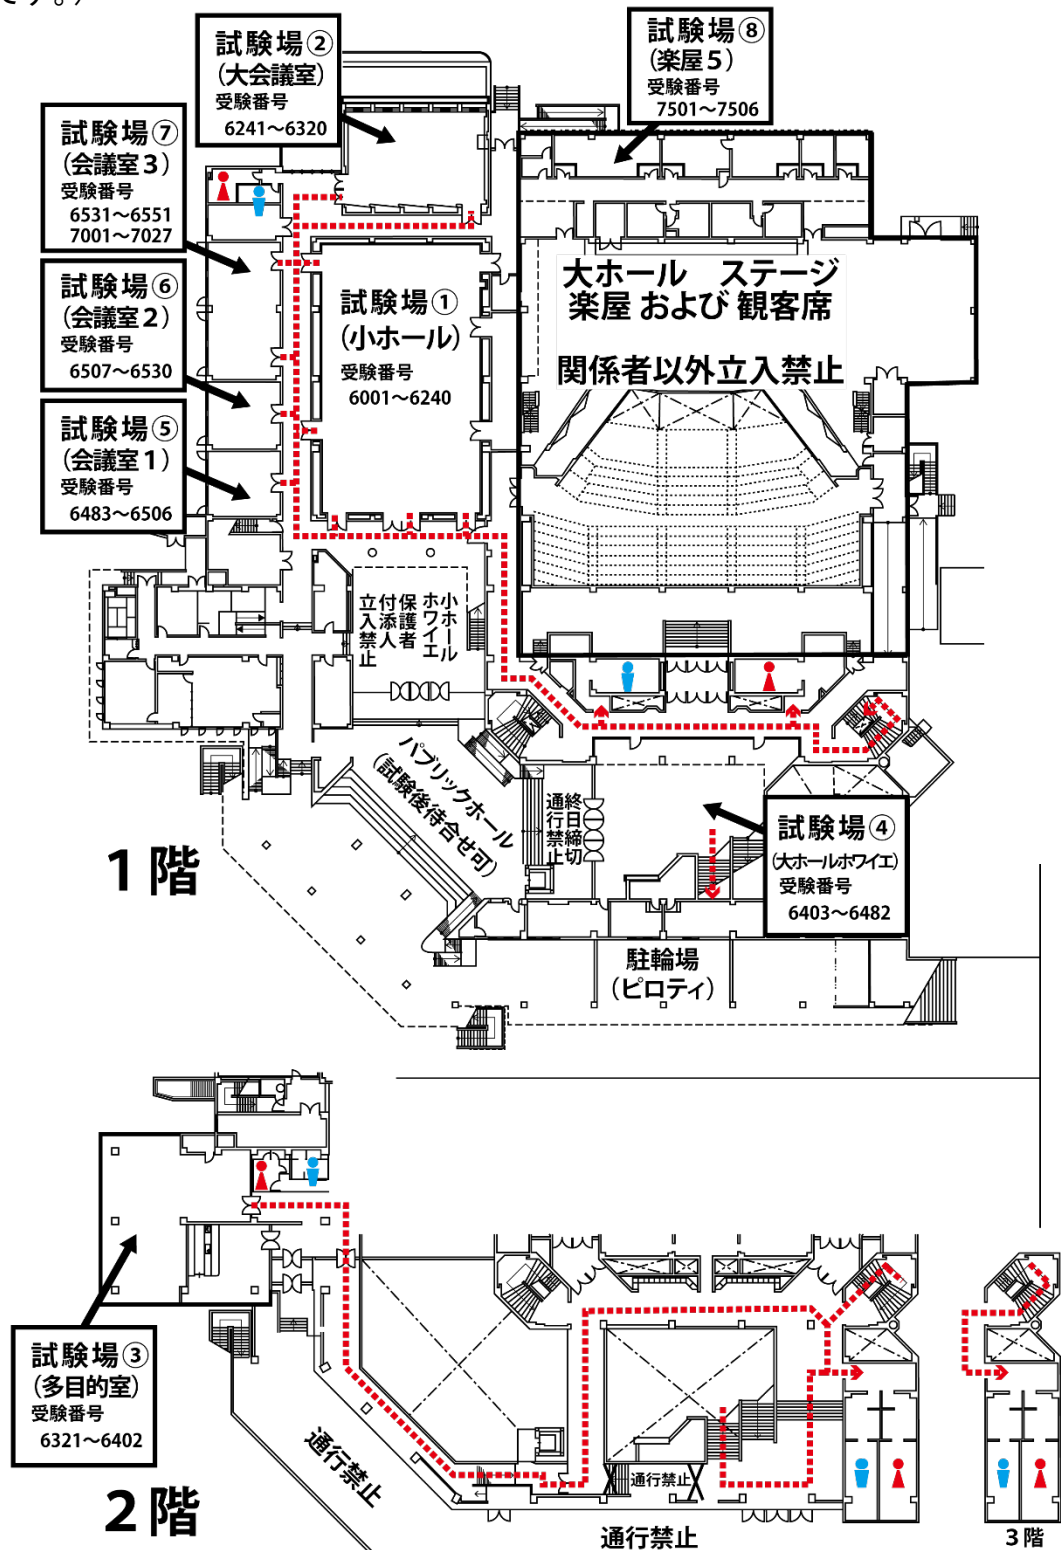 です。）
試験場②
（大会議室）
受験番号
6241～6320
試験場⑧
（楽屋５）
受験番号
7501～7506
試験場⑦
（会議室３）
受験番号
6531～6551
7001～7027
試験場⑥
（会議室２）
受験番号
6507～6530
試験場⑤
（会議室１）
受験番号
6483～6506
試験場①
（小ホール）
受験番号
6001～6240
大ホール　ステージ
楽屋 および 観客席
関係者以外立入禁止
小ホール
ホワイエ
保護者
付添人
立入禁止
パブリックホール
（試験後待合せ可）
終日締切
通行禁止
試験場④
（大ホールホワイエ）
受験番号
6403～6482
１階
駐輪場
（ピロティ）
試験場③
（多目的室）
受験番号
6321～6402
２階
通行禁止
通行禁止
通行禁止
３階